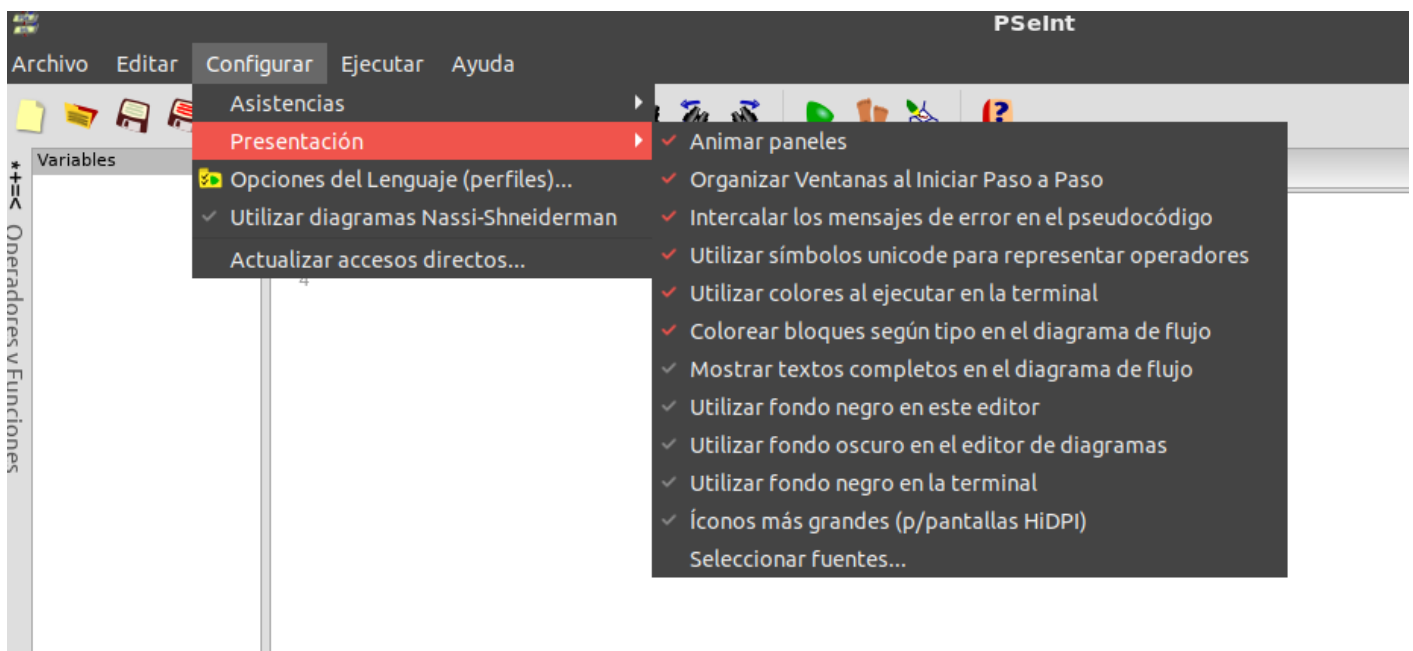 PSeInt
Archivo Editar Configurar Ejecutar Ayuda
Asistencias
Presentación
Opciones del Lenguaje (perfiles)...
Utilizar diagramas Nassi-Shneiderman
Actualizar accesos directos...
Animar paneles
Organizar Ventanas al Iniciar Paso a Paso
Intercalar los mensajes de error en el pseudocódigo
Utilizar símbolos unicode para representar operadores
Utilizar colores al ejecutar en la terminal
Colorear bloques según tipo en el diagrama de flujo
Mostrar textos completos en el diagrama de flujo
Utilizar fondo negro en este editor
Utilizar fondo oscuro en el editor de diagramas
Utilizar fondo negro en la terminal
Íconos más grandes (p/pantallas HiDPI)
Seleccionar fuentes...
Variables
*+=< Operadores y Funciones
4